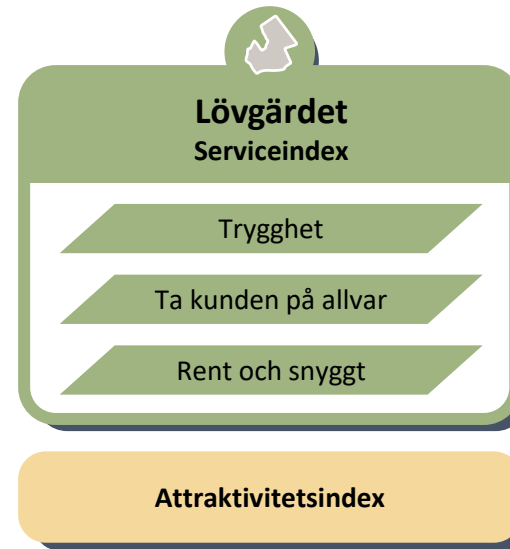 Lövgärdet
Serviceindex
Trygghet
Ta kunden på allvar
Rent och snyggt
Attraktivitetsindex